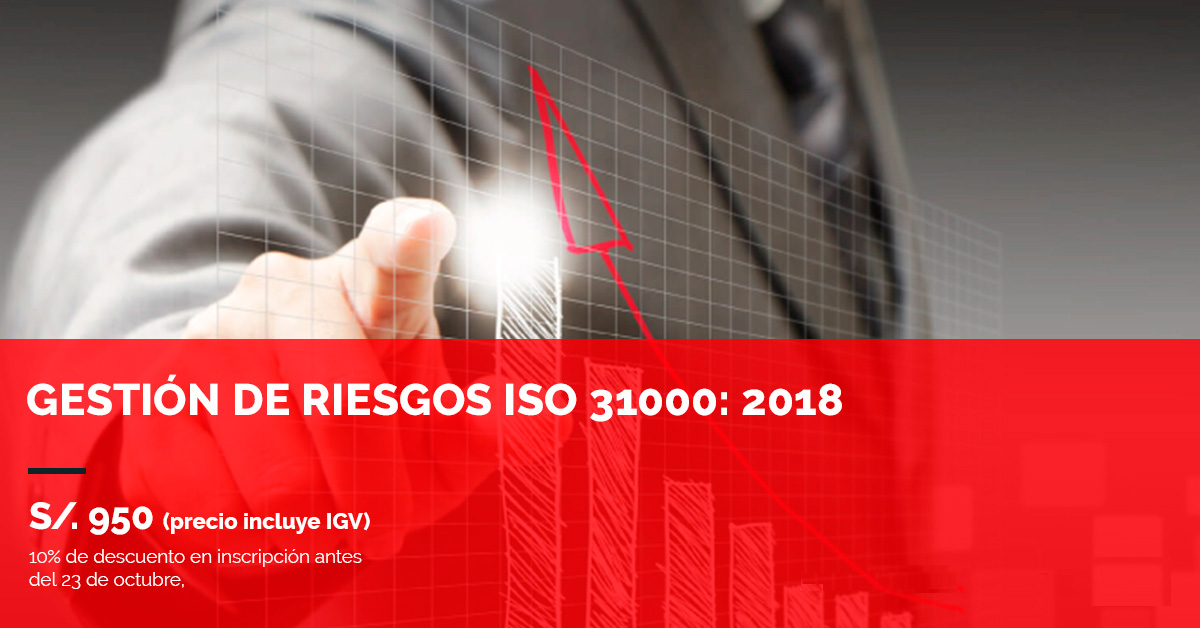 GESTIÓN DE RIESGOS ISO 31000: 2018
S/. 950 (precio incluye IGV)
10% de descuento en inscripción antes
del 23 de octubre,